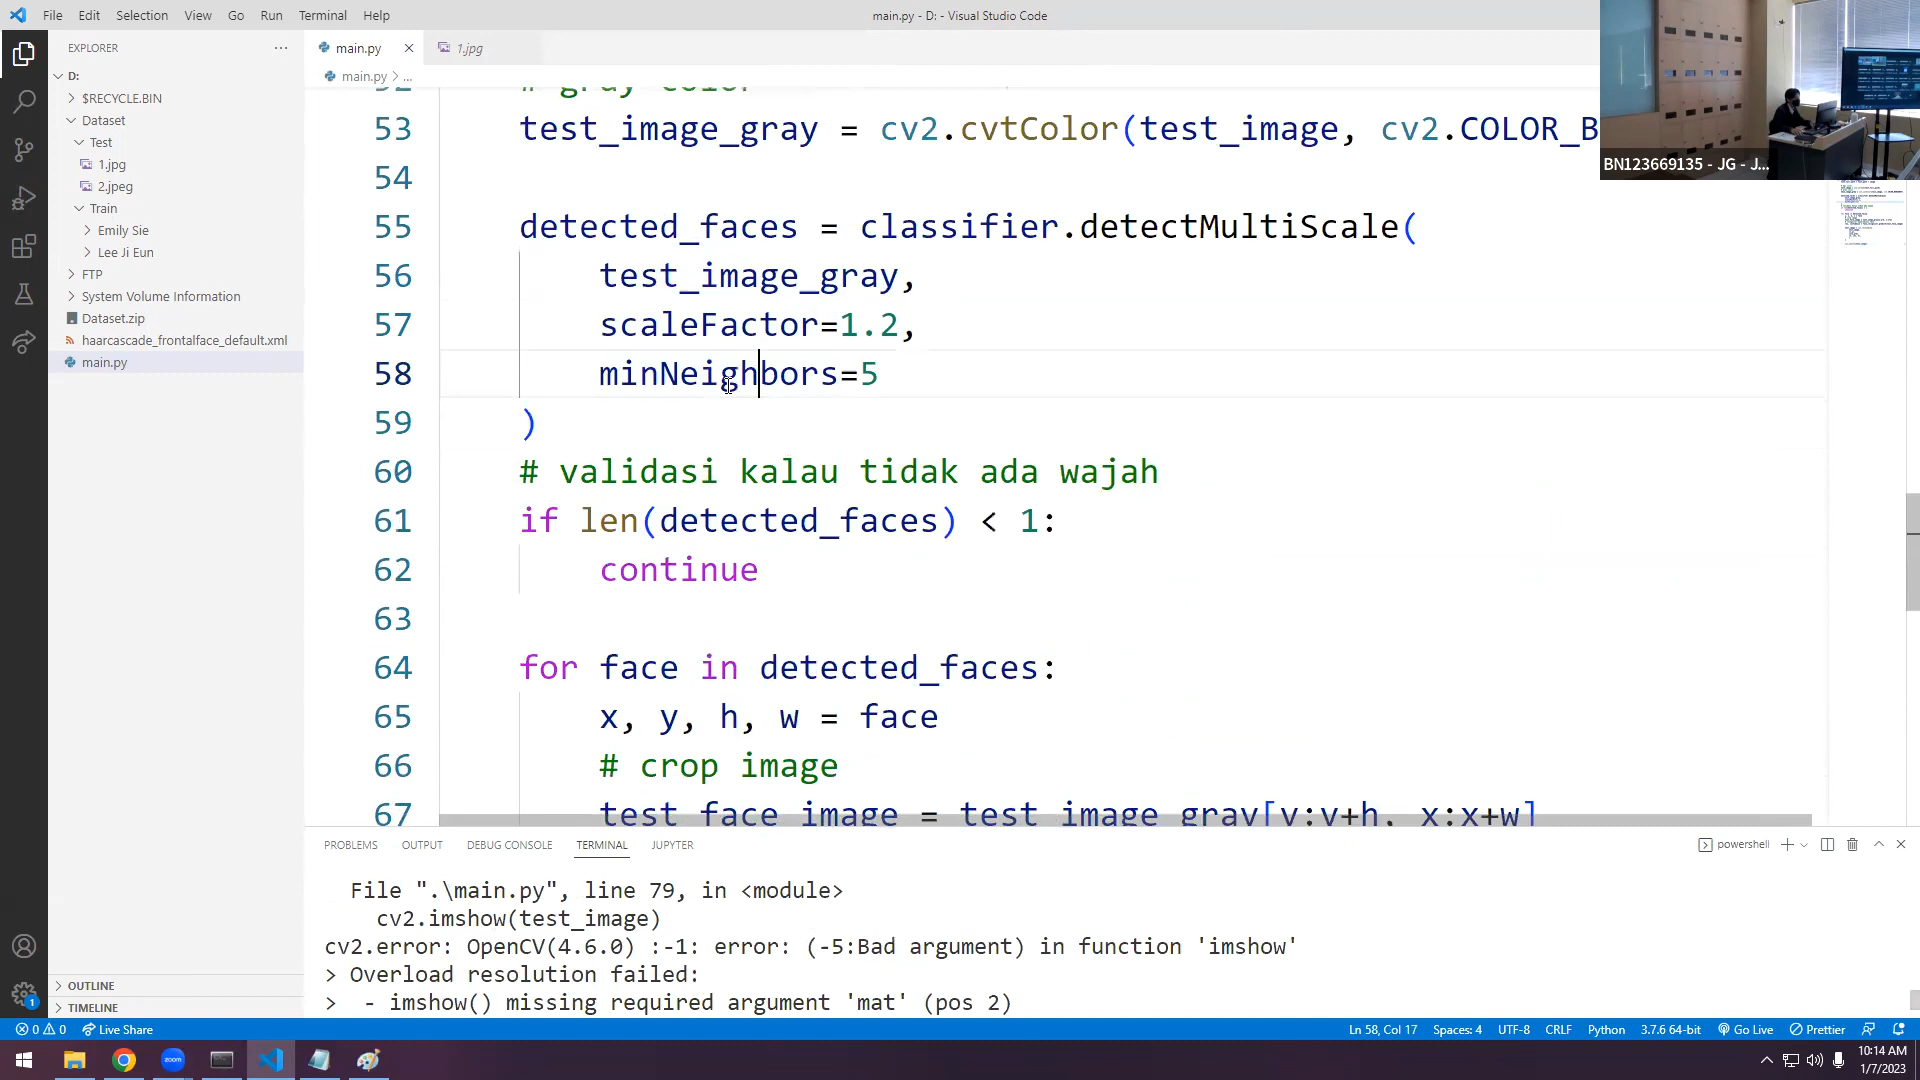 File Edit Selection View Go Run Terminal Help
main.py - D: - Visual Studio Code
BN123669135 - JG - J...
EXPLORER
D:
$RECYCLE.BIN
Dataset
Test
1.jpg
2.jpeg
Train
Emily Sie
Lee Ji Eun
FTP
System Volume Information
Dataset.zip
haarcascade_frontalface_default.xml
main.py
OUTLINE
TIMELINE
main.py
1.jpg
main.py > ...
53 test_image_gray = cv2.cvtColor(test_image, cv2.COLOR_B
54
55 detected_faces = classifier.detectMultiScale(
56 test_image_gray,
57 scaleFactor=1.2,
58 minNeighbors=5
59 )
60 # validasi kalau tidak ada wajah
61 if len(detected_faces) < 1:
62 continue
63
64 for face in detected_faces:
65 x, y, h, w = face
66 # crop image
67 test_face_image = test_image_gray[y:y+h, x:x+w]
PROBLEMS OUTPUT DEBUG CONSOLE TERMINAL JUPYTER
powershell
File ".\main.py", line 79, in <module>
cv2.imshow(test_image)
cv2.error: OpenCV(4.6.0) :-1: error: (-5:Bad argument) in function 'imshow'
> Overload resolution failed:
> - imshow() missing required argument 'mat' (pos 2)
0 0 Live Share
Ln 58, Col 17 Spaces: 4 UTF-8 CRLF Python 3.7.6 64-bit Go Live Prettier
1
zoom
10:14 AM
1/7/2023